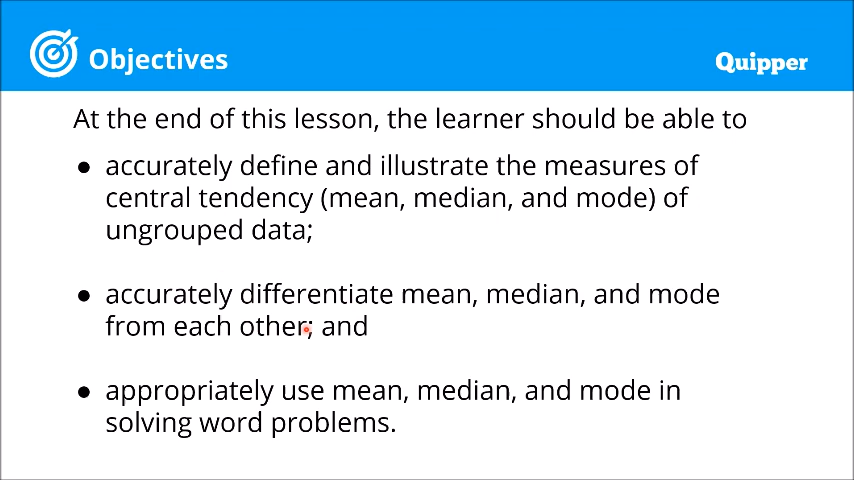 Objectives
Quipper
At the end of this lesson, the learner should be able to
● accurately define and illustrate the measures of
central tendency (mean, median, and mode) of
ungrouped data;
● accurately differentiate mean, median, and mode
from each other; and
● appropriately use mean, median, and mode in
solving word problems.